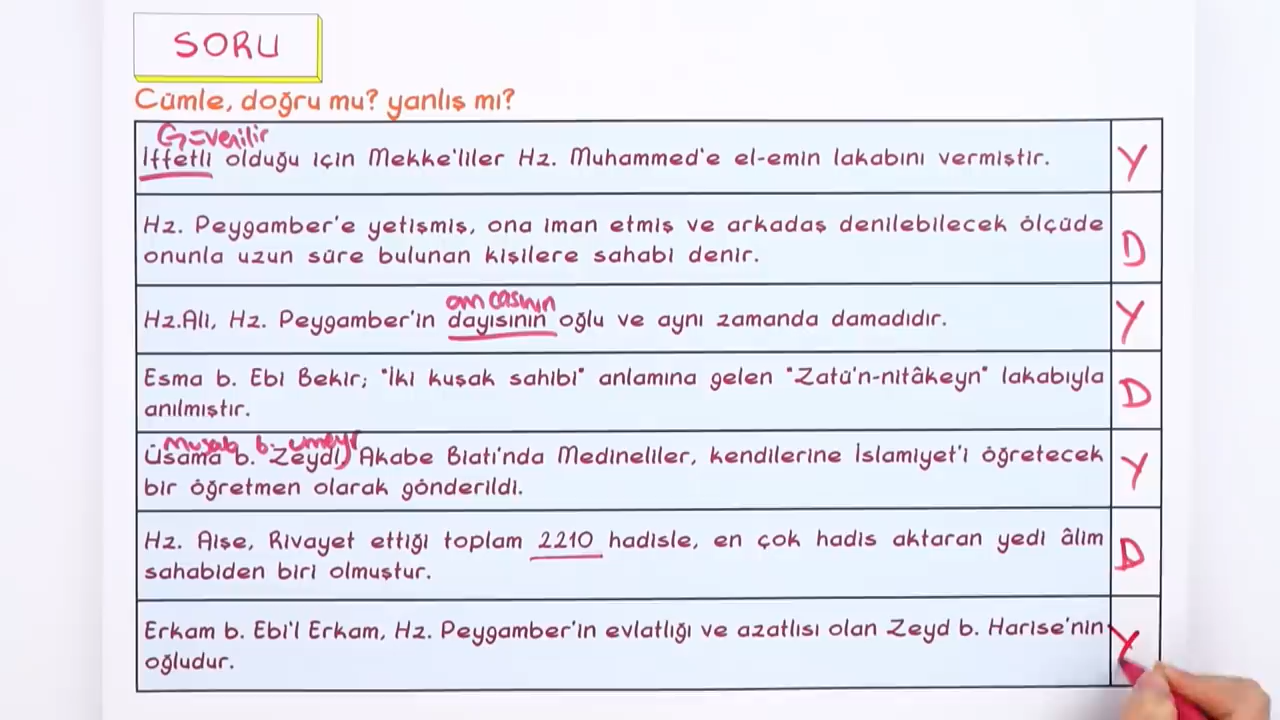 SORU
Cümle, doğru mu? yanlış mı?
Güvenilir
İffetli olduğu için Mekke'liler Hz. Muhammed'e el-emin lakabını vermiştir.
Y
Hz. Peygamber'e yetişmiş, ona iman etmiş ve arkadaş denilebilecek ölçüde
onunla uzun süre bulunan kişilere sahabi denir.
D
amcasının
Hz.Ali, Hz. Peygamber'in dayısının oğlu ve aynı zamanda damadıdır.
Y
Esma b. Ebi Bekir; "İki kuşak sahibi" anlamına gelen "Zatü'n-nitâkeyn" lakabıyla
anılmıştır.
D
Musab b. umeyr
Üsama b. Zeydi, Akabe Biatı'nda Medineliler, kendilerine İslamiyet'i öğretecek
bir öğretmen olarak gönderildi.
Y
Hz. Aişe, Rivayet ettiği toplam 2210 hadisle, en çok hadis aktaran yedi âlim
sahabiden biri olmuştur.
D
Erkam b. Ebi'l Erkam, Hz. Peygamber'in evlatlığı ve azatlısı olan Zeyd b. Harise'nin
oğludur.
Y